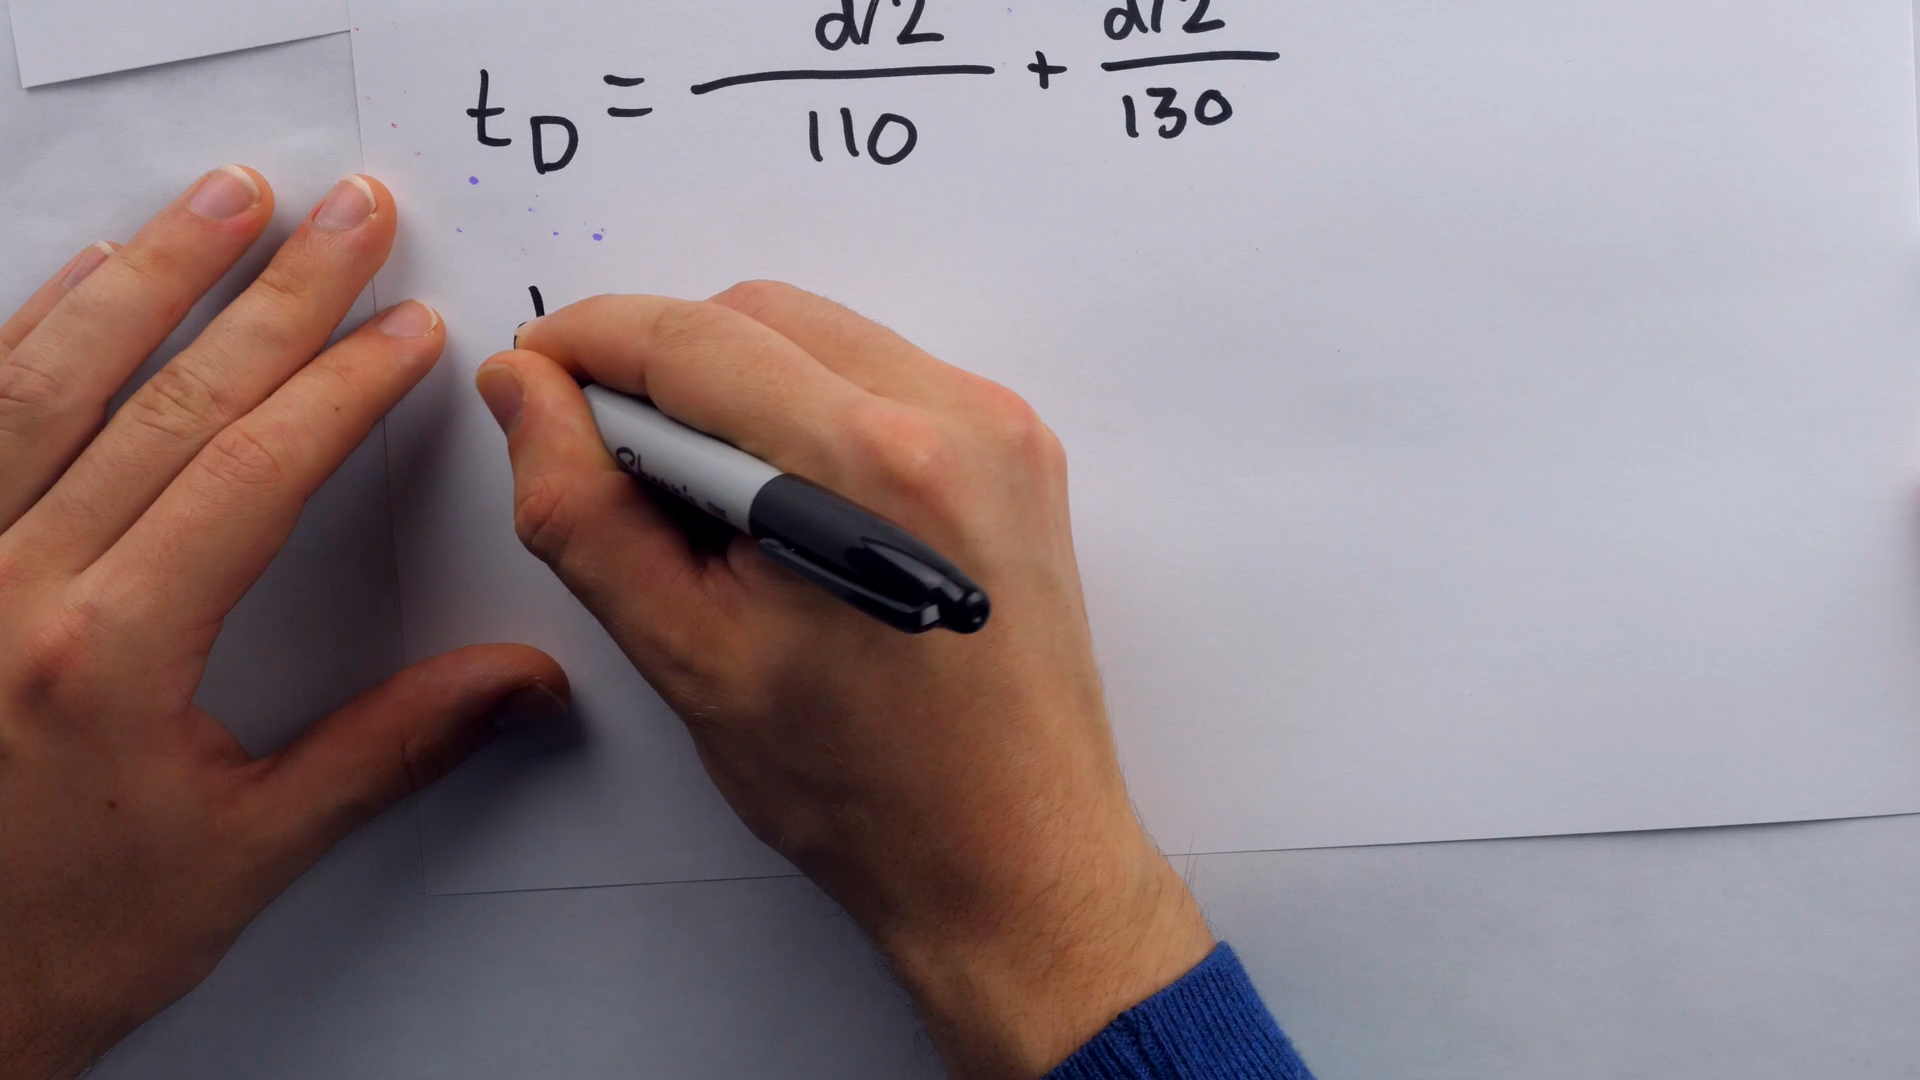 t_D = d/2 / 110 + d/2 / 130